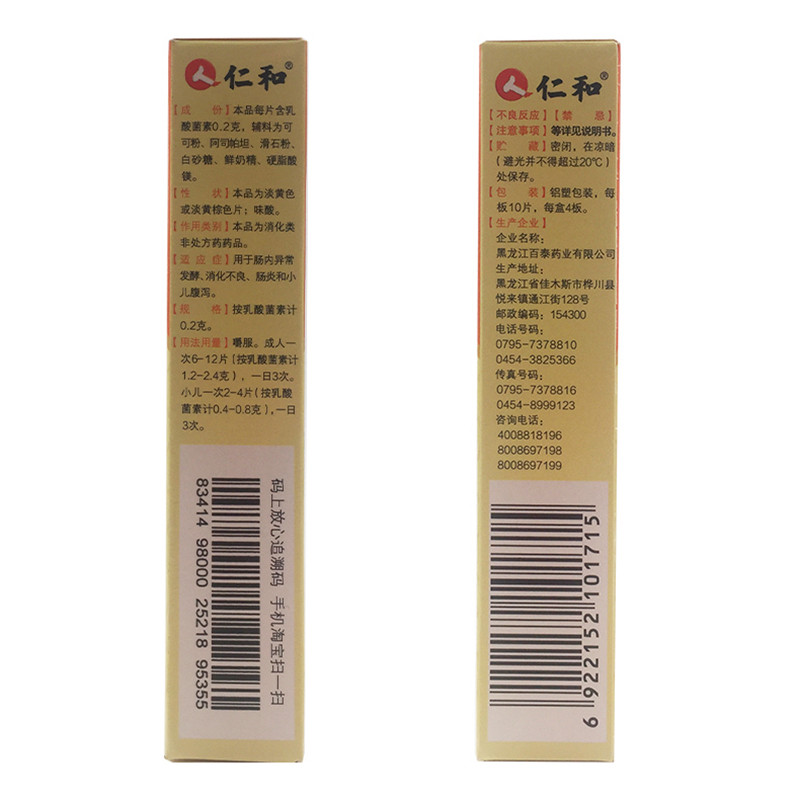 仁和®
【成 份】本品每片含乳
酸菌素0.2克，辅料为可
可粉、阿司帕坦、滑石粉、
白砂糖、鲜奶精、硬脂酸
镁。
【性 状】本品为淡黄色
或淡黄棕色片；味酸。
【作用类别】本品为消化类
非处方药药品。
【适应症】用于肠内异常
发酵、消化不良、肠炎和小
儿腹泻。
【规 格】按乳酸菌素计
0.2克。
【用法用量】嚼服。成人一
次6-12片（按乳酸菌素计
1.2-2.4克），一日3次。
小儿一次2-4片（按乳酸
菌素计0.4-0.8克），一日
3次。
码上放心追溯码 手机淘宝扫一扫
83414 98000 25218 95355
仁和®
【不良反应】【禁 忌】
【注意事项】等详见说明书。
【贮 藏】密闭，在凉暗
（避光并不得超过20℃）
处保存。
【包 装】铝塑包装，每
板10片，每盒4板。
【生产企业】
企业名称：
黑龙江百泰药业有限公司
生产地址：
黑龙江省佳木斯市桦川县
悦来镇通江街128号
邮政编码：154300
电话号码：
0795-7378810
0454-3825366
传真号码：
0795-7378816
0454-8999123
咨询电话：
4008818196
8008697198
8008697199
6 922152 101715